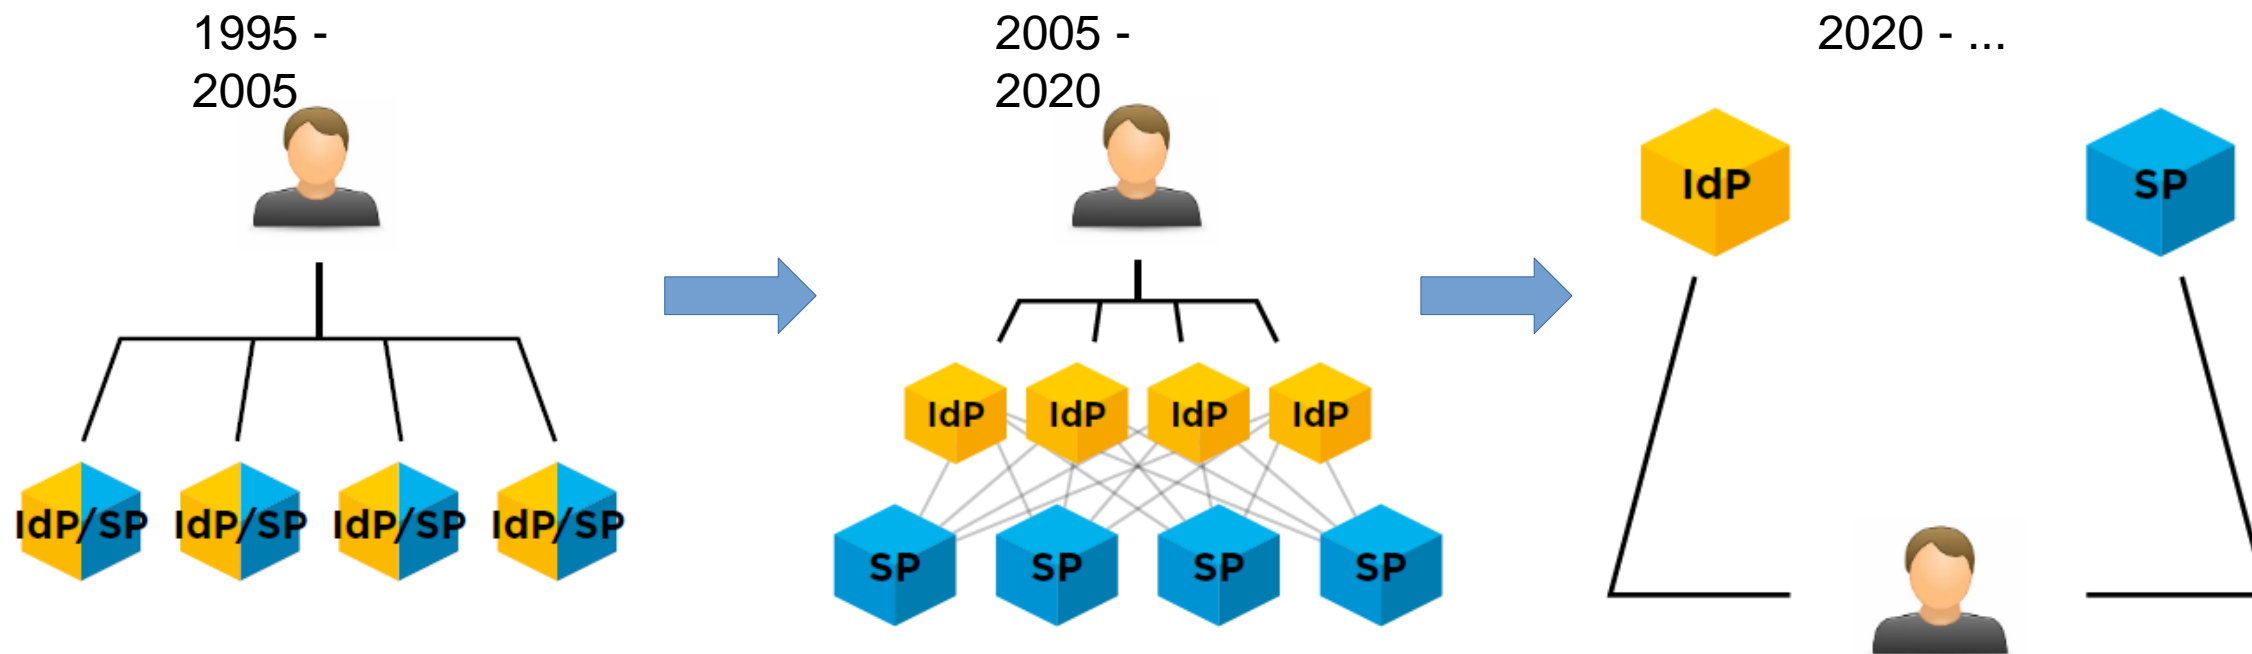 1995 -
2005
IdP/SP
IdP/SP
IdP/SP
IdP/SP
2005 -
2020
IdP
IdP
IdP
IdP
SP
SP
SP
SP
2020 - ...
IdP
SP